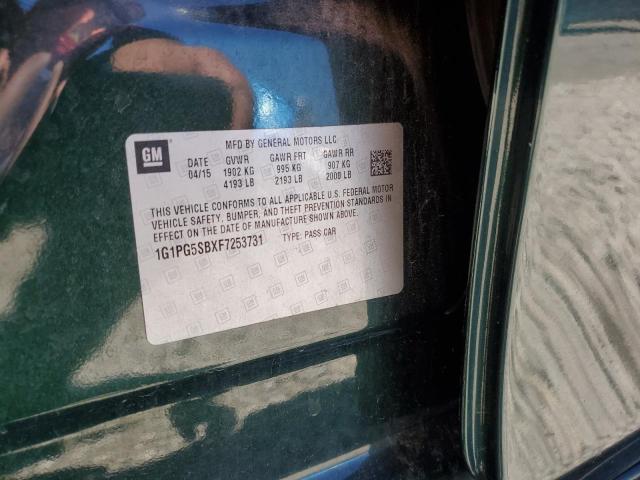 GM
MFD BY GENERAL MOTORS LLC
DATE GVWR GAWR FRT GAWR RR
04/15 1902 KG 995 KG 907 KG
4193 LB 2193 LB 2000 LB
THIS VEHICLE CONFORMS TO ALL APPLICABLE U.S. FEDERAL MOTOR
VEHICLE SAFETY, BUMPER, AND THEFT PREVENTION STANDARDS IN
EFFECT ON THE DATE OF MANUFACTURE SHOWN ABOVE.
1G1PG5SBXF7253731 TYPE: PASS CAR